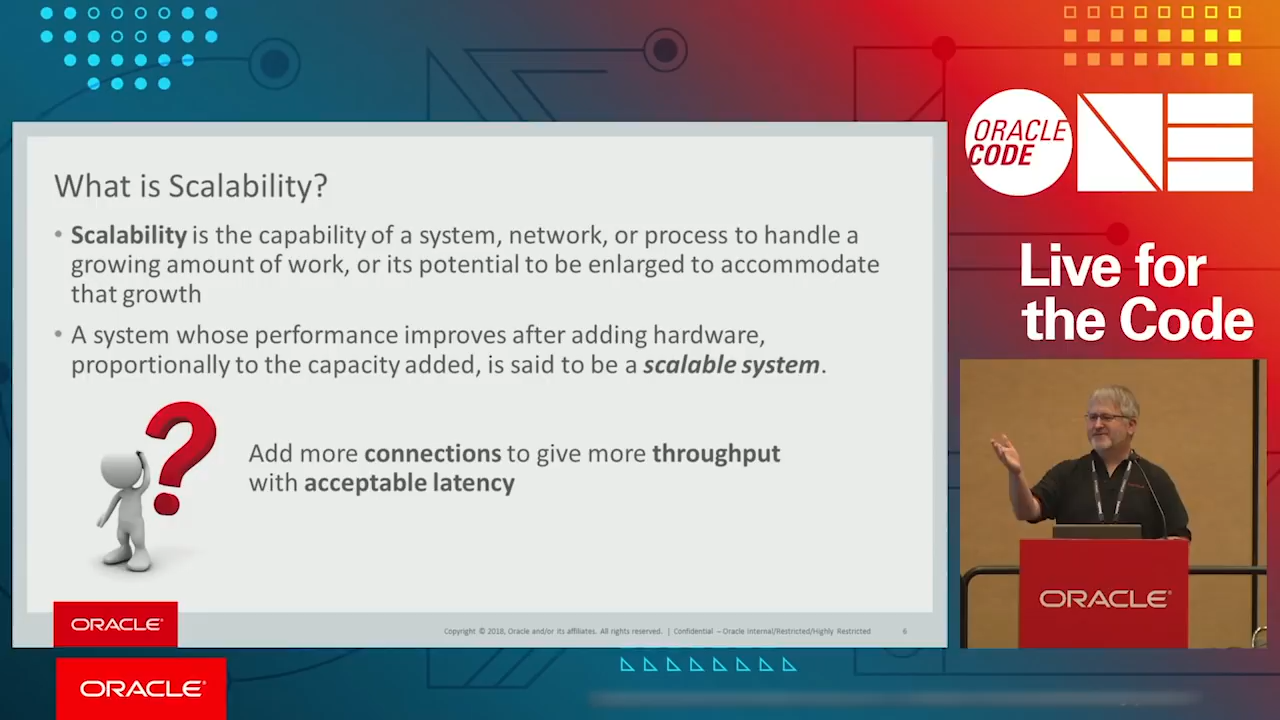 What is Scalability?
• Scalability is the capability of a system, network, or process to handle a
growing amount of work, or its potential to be enlarged to accommodate
that growth
• A system whose performance improves after adding hardware,
proportionally to the capacity added, is said to be a scalable system.
Add more connections to give more throughput
with acceptable latency
ORACLE®
Copyright © 2018, Oracle and/or its affiliates. All rights reserved. | Confidential – Oracle Internal/Restricted/Highly Restricted 6
ORACLE®
ORACLE
CODE
ONE
Live for
the Code
ORACLE®